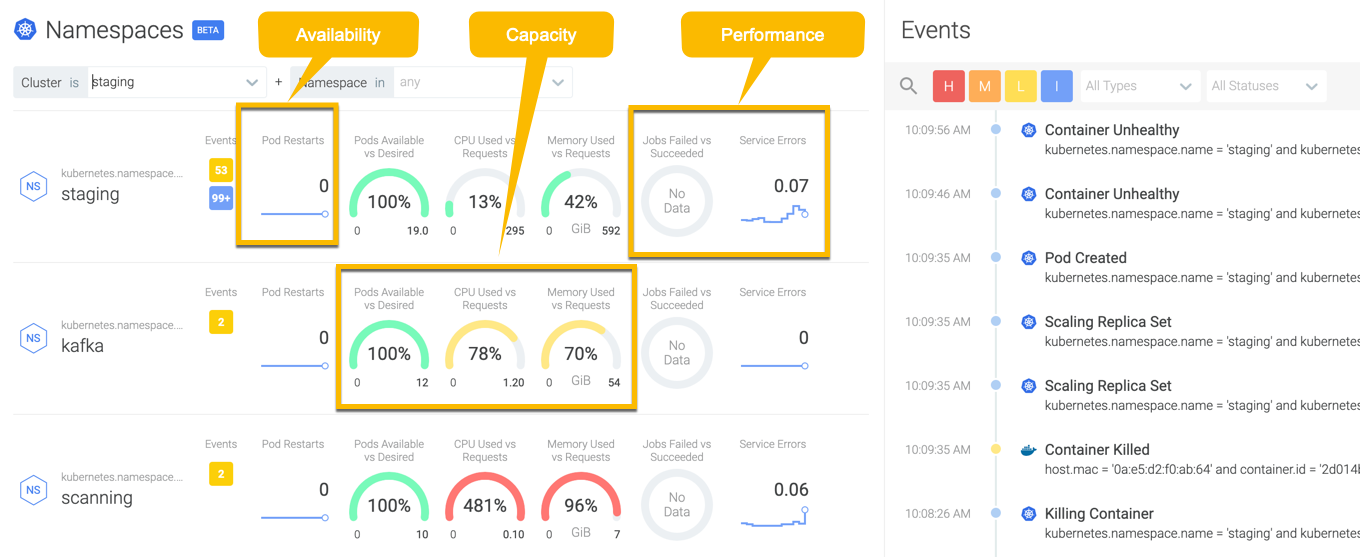 Namespaces BETA
Availability
Capacity
Performance
Cluster is staging + Namespace in any
Events
Pod Restarts
Pods Available
vs Desired
CPU Used vs
Requests
Memory Used
vs Requests
Jobs Failed vs
Succeeded
Service Errors
NS
kubernetes.namespace....
staging
53
99+
0
100%
0 19.0
13%
0 295
42%
0 GiB 592
No
Data
0.07
Events
Pod Restarts
Pods Available
vs Desired
CPU Used vs
Requests
Memory Used
vs Requests
Jobs Failed vs
Succeeded
Service Errors
NS
kubernetes.namespace....
kafka
2
0
100%
0 12
78%
0 1.20
70%
0 GiB 54
No
Data
0
Events
Pod Restarts
Pods Available
vs Desired
CPU Used vs
Requests
Memory Used
vs Requests
Jobs Failed vs
Succeeded
Service Errors
NS
kubernetes.namespace....
scanning
2
0
100%
0 10
481%
0 0.10
96%
0 GiB 7
No
Data
0.06
Events
H M L I All Types All Statuses
10:09:56 AM Container Unhealthy
kubernetes.namespace.name = 'staging' and kubernetes
10:09:46 AM Container Unhealthy
kubernetes.namespace.name = 'staging' and kubernetes
10:09:35 AM Pod Created
kubernetes.namespace.name = 'staging' and kubernetes
10:09:35 AM Scaling Replica Set
kubernetes.namespace.name = 'staging' and kubernetes
10:09:35 AM Scaling Replica Set
kubernetes.namespace.name = 'staging' and kubernetes
10:09:35 AM Container Killed
host.mac = '0a:e5:d2:f0:ab:64' and container.id = '2d014b
10:08:26 AM Killing Container
kubernetes.namespace.name = 'staging' and kubernetes